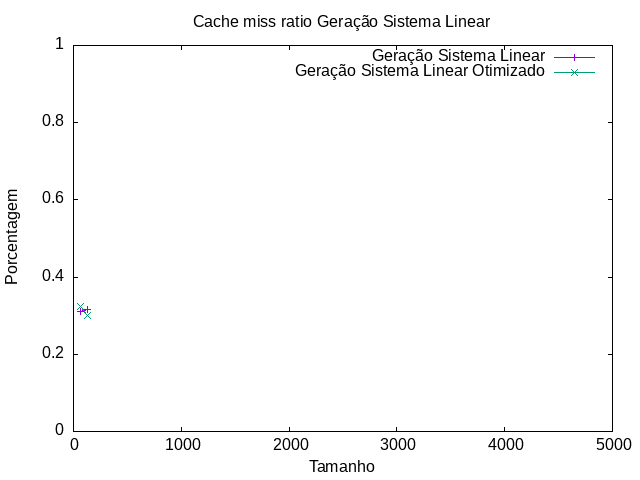 Cache miss ratio Geração Sistema Linear
1
Geração Sistema Linear
Geração Sistema Linear Otimizado
0.8
0.6
0.4
0.2
0
Porcentagem
0 1000 2000 3000 4000 5000
Tamanho